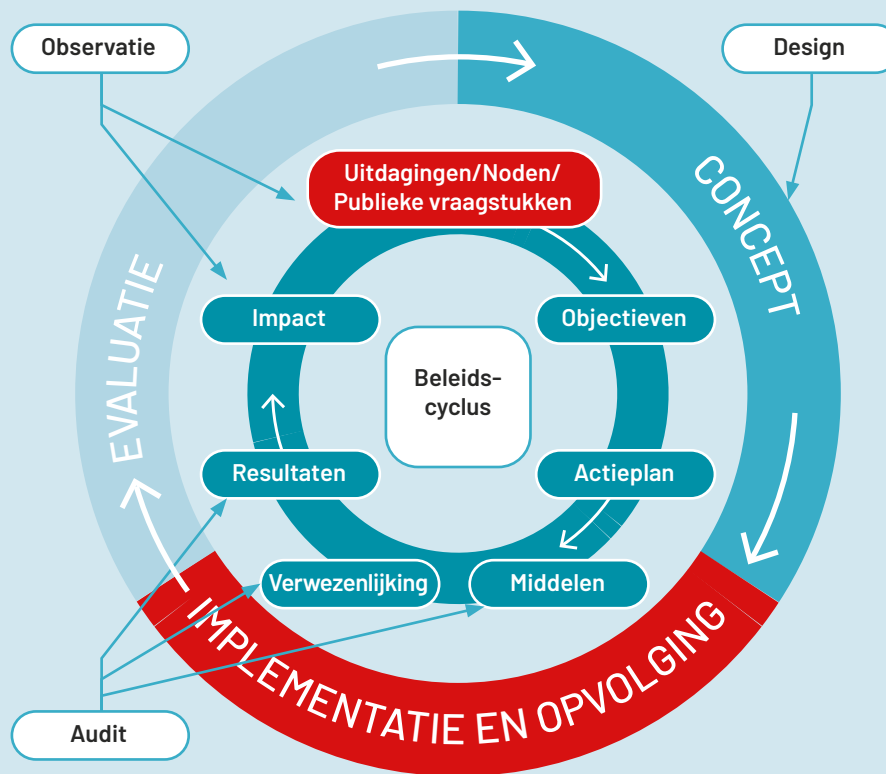 Observatie
Design
Uitdagingen/Noden/
Publieke vraagstukken
CONCEPT
EVALUATIE
Impact
Objectieven
Beleids-
cyclus
Resultaten
Actieplan
Verwezenlijking
Middelen
IMPLEMENTATIE EN OPVOLGING
Audit